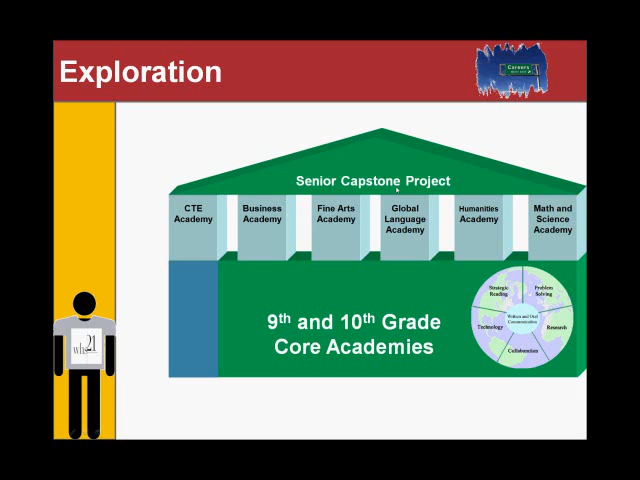 Exploration
Careers
Senior Capstone Project
CTE
Academy
Business
Academy
Fine Arts
Academy
Global
Language
Academy
Humanities
Academy
Math and
Science
Academy
9th and 10th Grade
Core Academies
Strategic
Reading
Problem
Solving
Written and Oral
Communication
Technology
Research
Collaboration
whs21